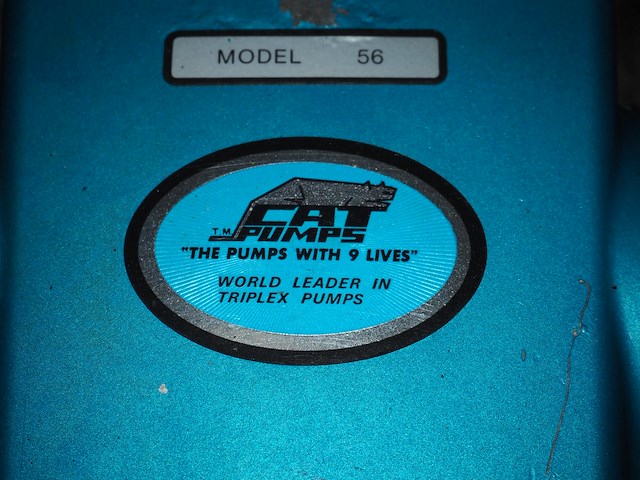 MODEL 56
CAT
T.M. PUMPS
"THE PUMPS WITH 9 LIVES"
WORLD LEADER IN
TRIPLEX PUMPS